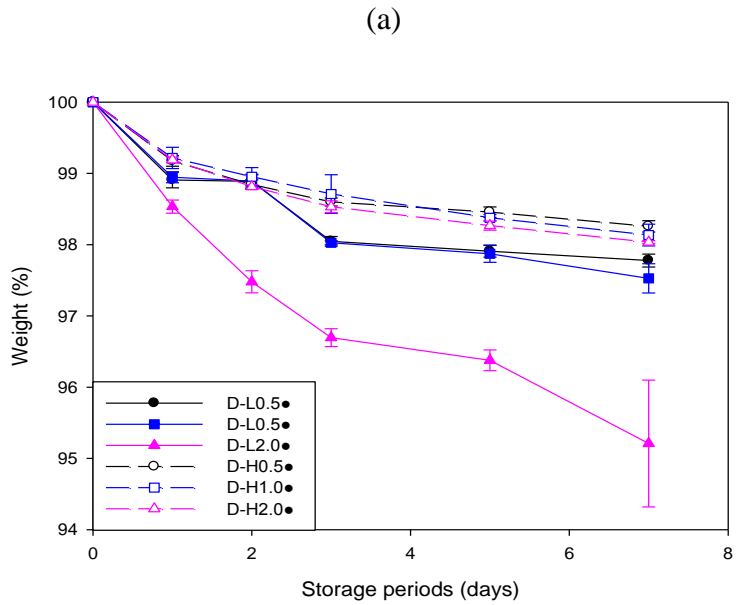 (a)
100
99
98
97
96
95
94
Weight (%)
D-L0.5●
D-L0.5●
D-L2.0●
D-H0.5●
D-H1.0●
D-H2.0●
0 2 4 6 8
Storage periods (days)